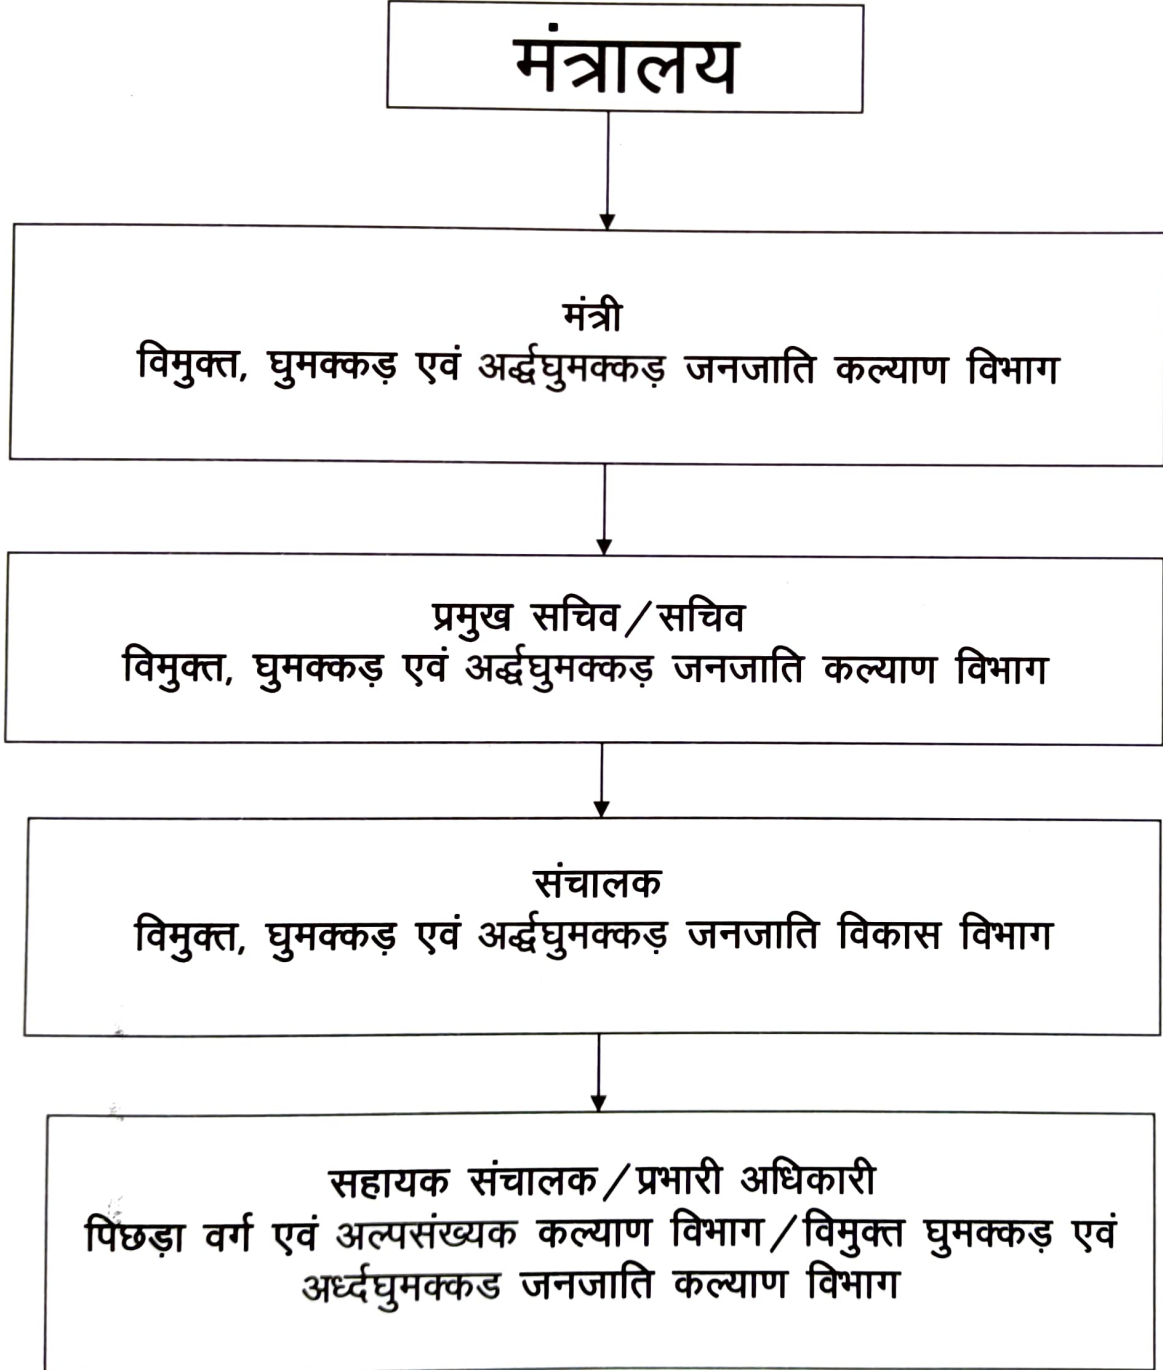 मंत्रालय
मंत्री
विमुक्त, घुमक्कड़ एवं अर्द्धघुमक्कड़ जनजाति कल्याण विभाग
प्रमुख सचिव/सचिव
विमुक्त, घुमक्कड़ एवं अर्द्धघुमक्कड़ जनजाति कल्याण विभाग
संचालक
विमुक्त, घुमक्कड़ एवं अर्द्धघुमक्कड़ जनजाति विकास विभाग
सहायक संचालक/प्रभारी अधिकारी
पिछड़ा वर्ग एवं अल्पसंख्यक कल्याण विभाग/विमुक्त घुमक्कड़ एवं
अर्ध्दघुमक्कड जनजाति कल्याण विभाग